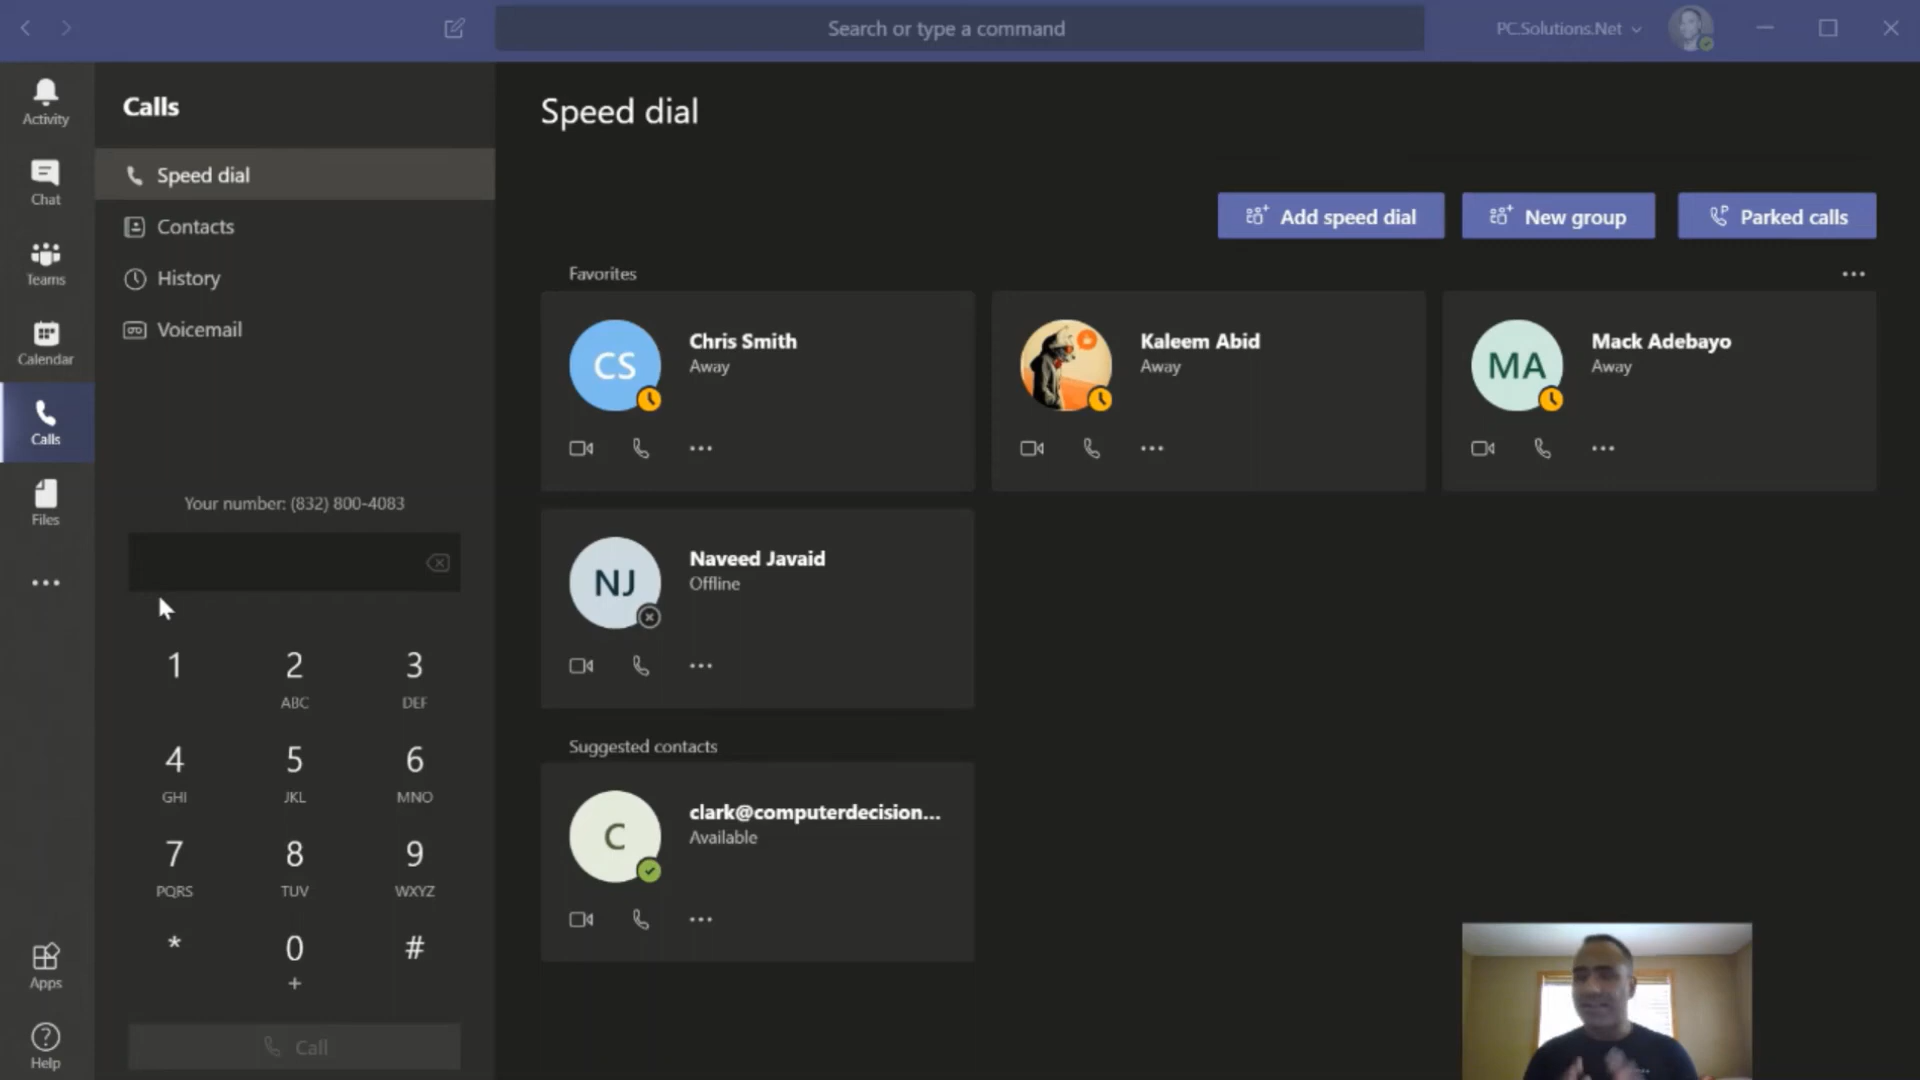 Search or type a command
PC.Solutions.Net
Activity
Chat
Teams
Calendar
Calls
Files
Apps
Help
Calls
Speed dial
Contacts
History
Voicemail
Your number: (832) 800-4083
1
2
ABC
3
DEF
4
GHI
5
JKL
6
MNO
7
PQRS
8
TUV
9
WXYZ
*
0
+
#
Call
Speed dial
Add speed dial
New group
Parked calls
Favorites
CS
Chris Smith
Away
Kaleem Abid
Away
MA
Mack Adebayo
Away
NJ
Naveed Javaid
Offline
Suggested contacts
C
clark@computerdecision...
Available